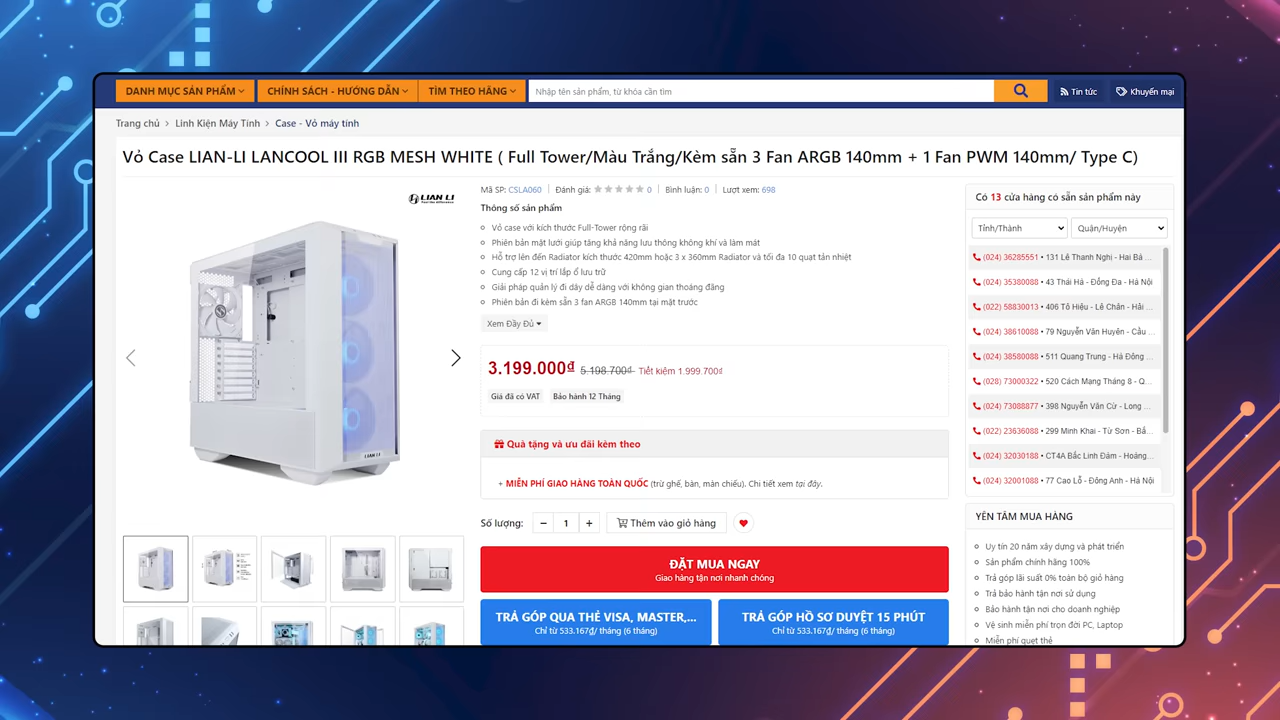 DANH MỤC SẢN PHẨM
CHÍNH SÁCH - HƯỚNG DẪN
TÌM THEO HÃNG
Nhập tên sản phẩm, từ khóa cần tìm
Tin tức
Khuyến mại
Trang chủ
Linh Kiện Máy Tính
Case - Vỏ máy tính
Vỏ Case LIAN-LI LANCOOL III RGB MESH WHITE ( Full Tower/Màu Trắng/Kèm sẵn 3 Fan ARGB 140mm + 1 Fan PWM 140mm/ Type C)
LIAN LI
LIAN LI
Mã SP: CSLA060
Đánh giá: 0
Bình luận: 0
Lượt xem: 698
Thông số sản phẩm
Vỏ case với kích thước Full-Tower rộng rãi
Phiên bản mặt lưới giúp tăng khả năng lưu thông không khí và làm mát
Hỗ trợ lên đến Radiator kích thước 420mm hoặc 3 x 360mm Radiator và tối đa 10 quạt tản nhiệt
Cung cấp 12 vị trí lắp ổ lưu trữ
Giải pháp quản lý đi dây dễ dàng với không gian thoáng đãng
Phiên bản đi kèm sẵn 3 fan ARGB 140mm tại mặt trước
Xem Đầy Đủ
3.199.000₫ 5.198.700₫ Tiết kiệm 1.999.700₫
Giá đã có VAT
Bảo hành 12 Tháng
Quà tặng và ưu đãi kèm theo
+ MIỄN PHÍ GIAO HÀNG TOÀN QUỐC (trừ ghế, bàn, màn chiếu). Chi tiết xem tại đây.
Số lượng:
− 1 +
Thêm vào giỏ hàng
ĐẶT MUA NGAY
Giao hàng tận nơi nhanh chóng
TRẢ GÓP QUA THẺ VISA, MASTER,...
Chỉ từ 533.167₫/ tháng (6 tháng)
TRẢ GÓP HỒ SƠ DUYỆT 15 PHÚT
Chỉ từ 533.167₫/ tháng (6 tháng)
Có 13 cửa hàng có sẵn sản phẩm này
Tỉnh/Thành
Quận/Huyện
(024) 36285551 • 131 Lê Thanh Nghị - Hai Bà ...
(024) 35380088 • 43 Thái Hà - Đống Đa - Hà Nội
(022) 58830013 • 406 Tô Hiệu - Lê Chân - Hải ...
(024) 38610088 • 79 Nguyễn Văn Huyên - Cầu ...
(024) 38580088 • 511 Quang Trung - Hà Đông ...
(028) 73000322 • 520 Cách Mạng Tháng 8 - Q...
(024) 73088877 • 398 Nguyễn Văn Cừ - Long ...
(022) 23636088 • 299 Minh Khai - Từ Sơn - Bắ...
(024) 32030188 • CT4A Bắc Linh Đàm - Hoàng...
(024) 32001088 • 77 Cao Lỗ - Đông Anh - Hà Nội
YÊN TÂM MUA HÀNG
Uy tín 20 năm xây dựng và phát triển
Sản phẩm chính hãng 100%
Trả góp lãi suất 0% toàn bộ giỏ hàng
Trả bảo hành tận nơi sử dụng
Bảo hành tận nơi cho doanh nghiệp
Vệ sinh miễn phí trọn đời PC, Laptop
Miễn phí quẹt thẻ